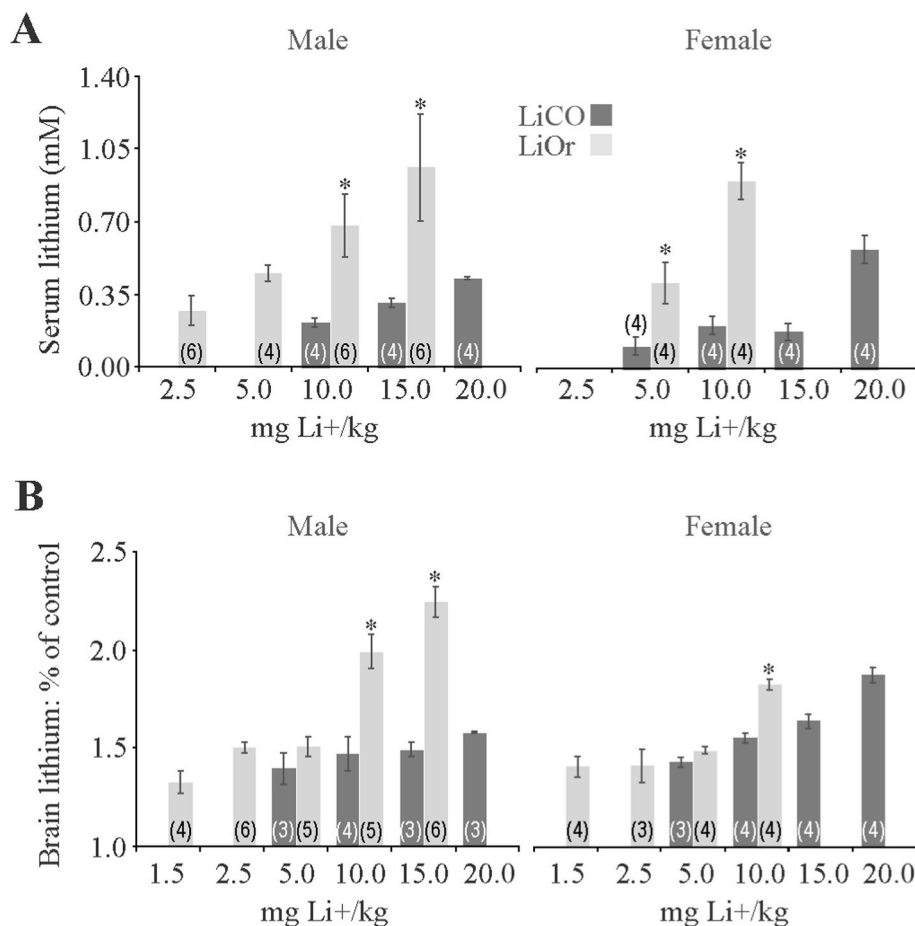 A
Male
Female
Serum lithium (mM)
1.40
1.05
0.70
0.35
0.00
LiCO
LiOr
*
*
*
*
(6)
(4)
(4)
(6)
(4)
(6)
(4)
(4)
(4)
(4)
(4)
(4)
(4)
2.5 5.0 10.0 15.0 20.0
2.5 5.0 10.0 15.0 20.0
mg Li+/kg
mg Li+/kg
B
Male
Female
Brain lithium: % of control
2.5
2.0
1.5
1.0
*
*
*
(4)
(6)
(3)
(5)
(4)
(5)
(3)
(6)
(3)
(4)
(3)
(3)
(4)
(4)
(4)
(4)
(4)
1.5 2.5 5.0 10.0 15.0 20.0
1.5 2.5 5.0 10.0 15.0 20.0
mg Li+/kg
mg Li+/kg